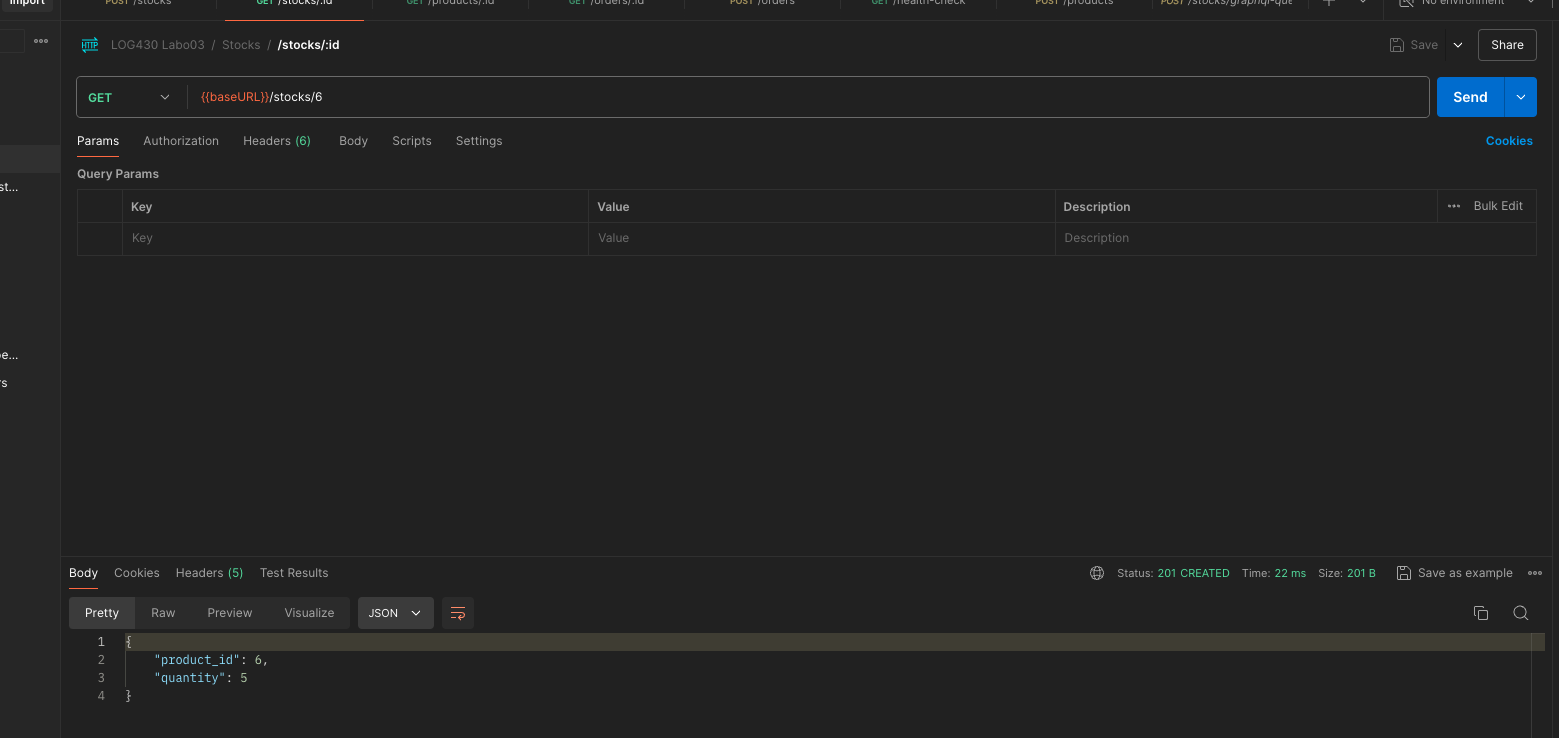 Import
POST /stocks GET /stocks/:id GET /products/:id GET /orders/:id POST /orders GET /health-check POST /products POST /stocks/graphql-que No environment
LOG430 Labo03 / Stocks / /stocks/:id Save Share
GET {{baseURL}}/stocks/6 Send
Params Authorization Headers (6) Body Scripts Settings Cookies
Query Params
st...
Key Value Description Bulk Edit
Key Value Description
be...
rs
Body Cookies Headers (5) Test Results Status: 201 CREATED Time: 22 ms Size: 201 B Save as example
Pretty Raw Preview Visualize JSON
1 {
2 "product_id": 6,
3 "quantity": 5
4 }